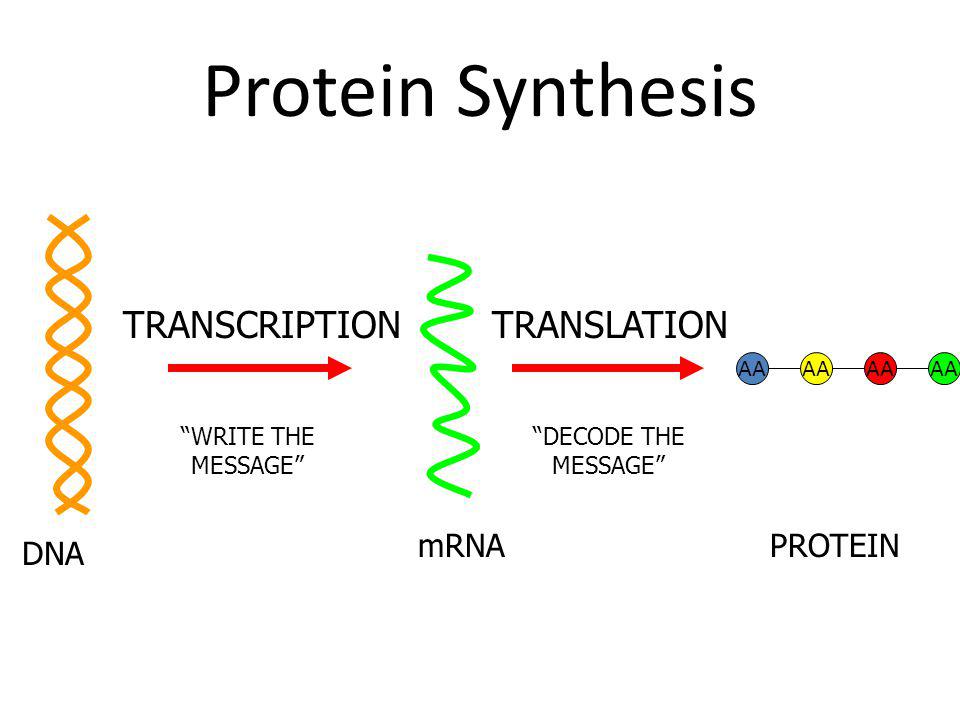 Protein Synthesis
TRANSCRIPTION
TRANSLATION
AA AA AA AA
“WRITE THE
MESSAGE”
“DECODE THE
MESSAGE”
DNA
mRNA
PROTEIN